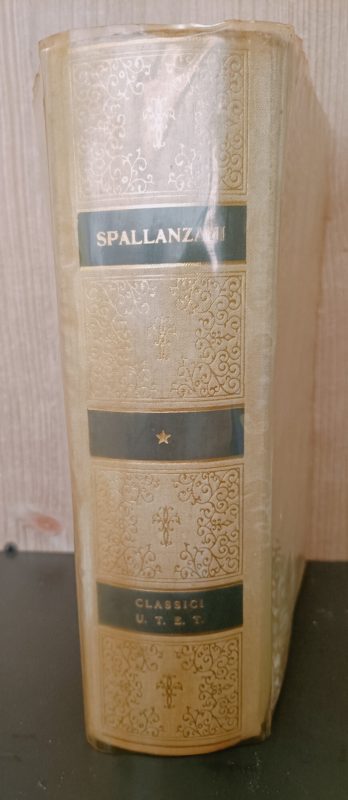 SPALLANZANI
CLASSICI
U. T. E. T.